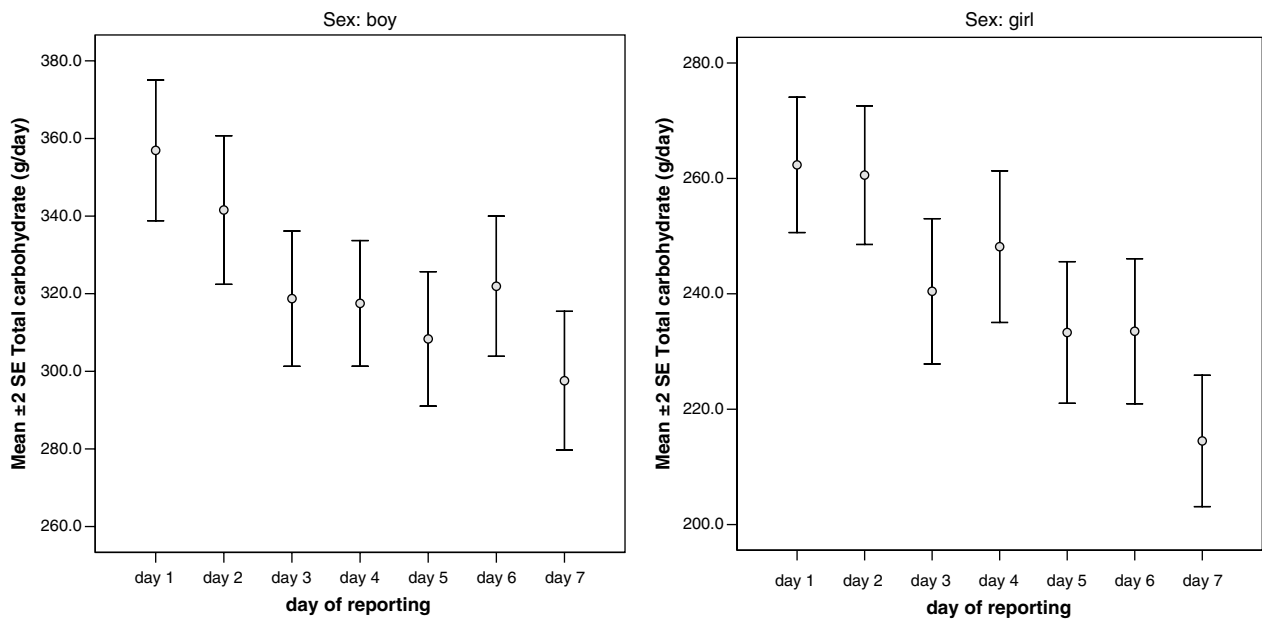 Sex: boy
Mean ±2 SE Total carbohydrate (g/day)
380.0
360.0
340.0
320.0
300.0
280.0
260.0
day 1 day 2 day 3 day 4 day 5 day 6 day 7
day of reporting
Sex: girl
Mean ±2 SE Total carbohydrate (g/day)
280.0
260.0
240.0
220.0
200.0
day 1 day 2 day 3 day 4 day 5 day 6 day 7
day of reporting